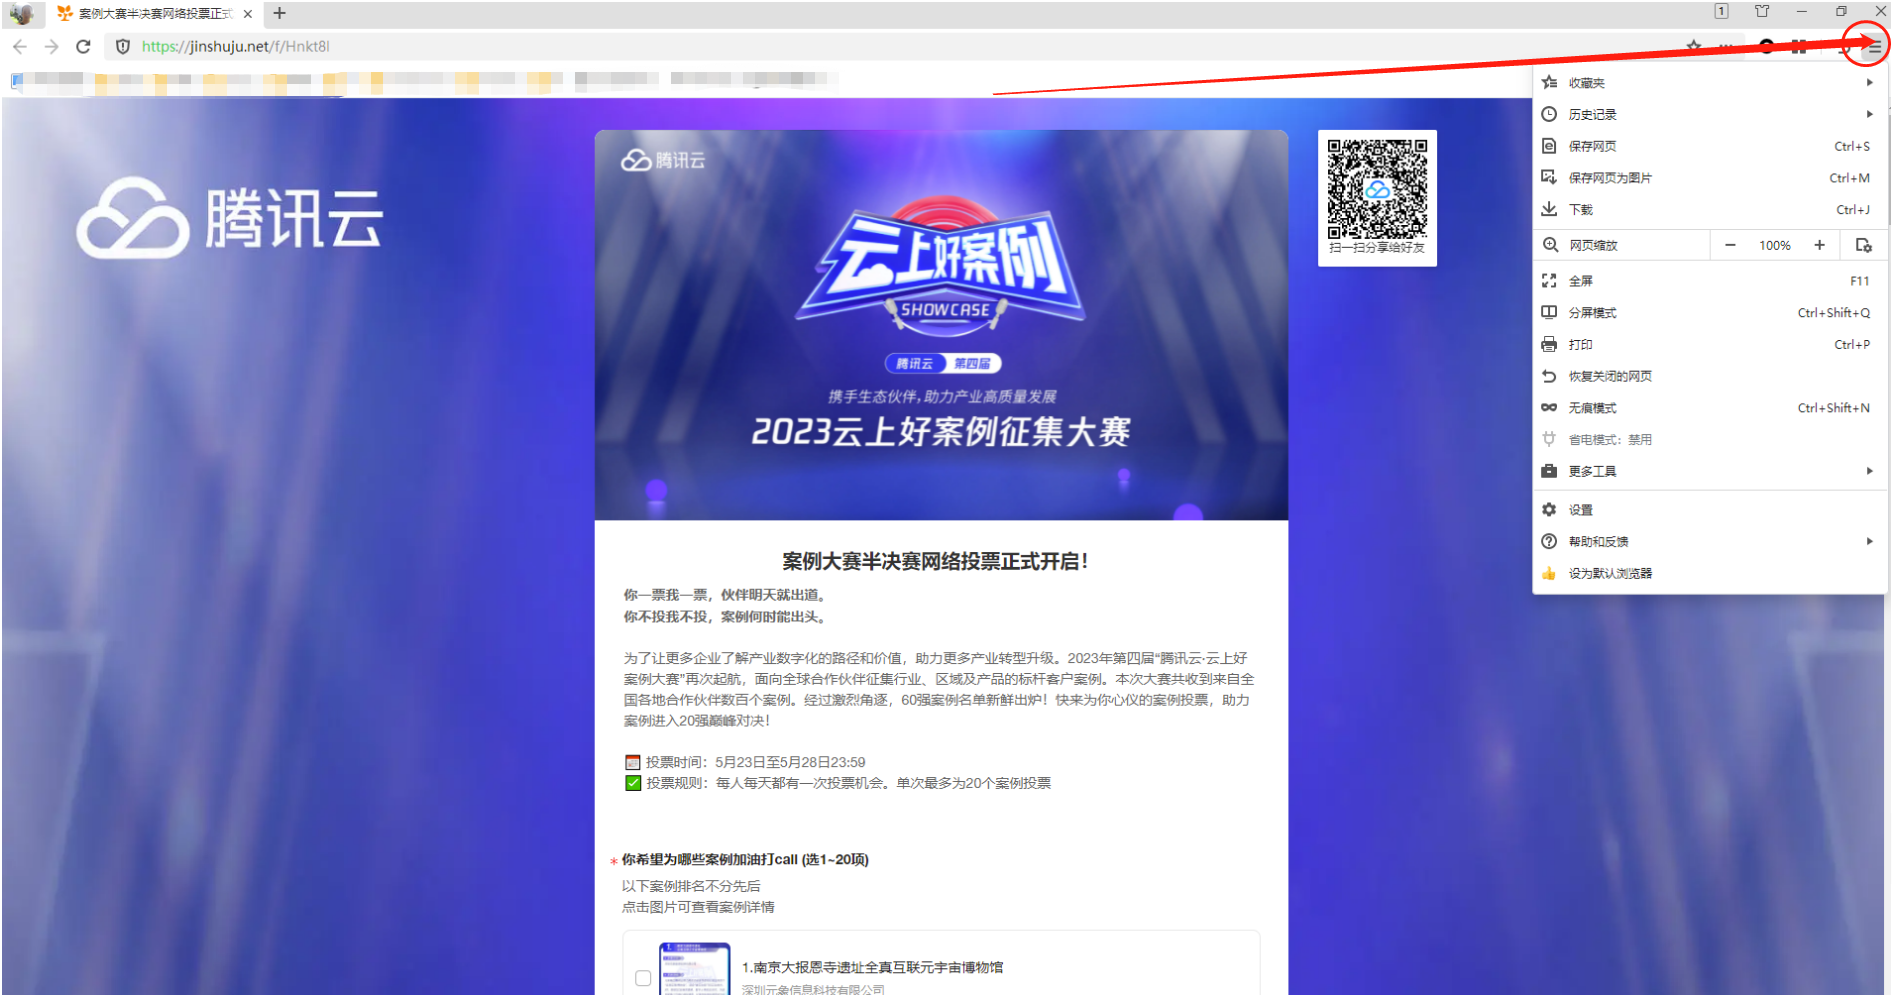 案例大赛半决赛网络投票正式
1
https://jinshuju.net/f/Hnkt8l
收藏夹
历史记录
保存网页 Ctrl+S
保存网页为图片 Ctrl+M
下载 Ctrl+J
网页缩放 − 100% +
全屏 F11
分屏模式 Ctrl+Shift+Q
打印 Ctrl+P
恢复关闭的网页
无痕模式 Ctrl+Shift+N
省电模式：禁用
更多工具
设置
帮助和反馈
设为默认浏览器
腾讯云
腾讯云
云上好案例
SHOWCASE
腾讯云 第四届
携手生态伙伴，助力产业高质量发展
2023云上好案例征集大赛
扫一扫分享给好友
案例大赛半决赛网络投票正式开启！
你一票我一票，伙伴明天就出道。
你不投我不投，案例何时能出头。
为了让更多企业了解产业数字化的路径和价值，助力更多产业转型升级。2023年第四届“腾讯云·云上好
案例大赛”再次起航，面向全球合作伙伴征集行业、区域及产品的标杆客户案例。本次大赛共收到来自全
国各地合作伙伴数百个案例。经过激烈角逐，60强案例名单新鲜出炉！快来为你心仪的案例投票，助力
案例进入20强巅峰对决！
投票时间：5月23日至5月28日23:59
投票规则：每人每天都有一次投票机会。单次最多为20个案例投票
* 你希望为哪些案例加油打call (选1~20项)
以下案例排名不分先后
点击图片可查看案例详情
1.南京大报恩寺遗址全真互联元宇宙博物馆
深圳元象信息科技有限公司